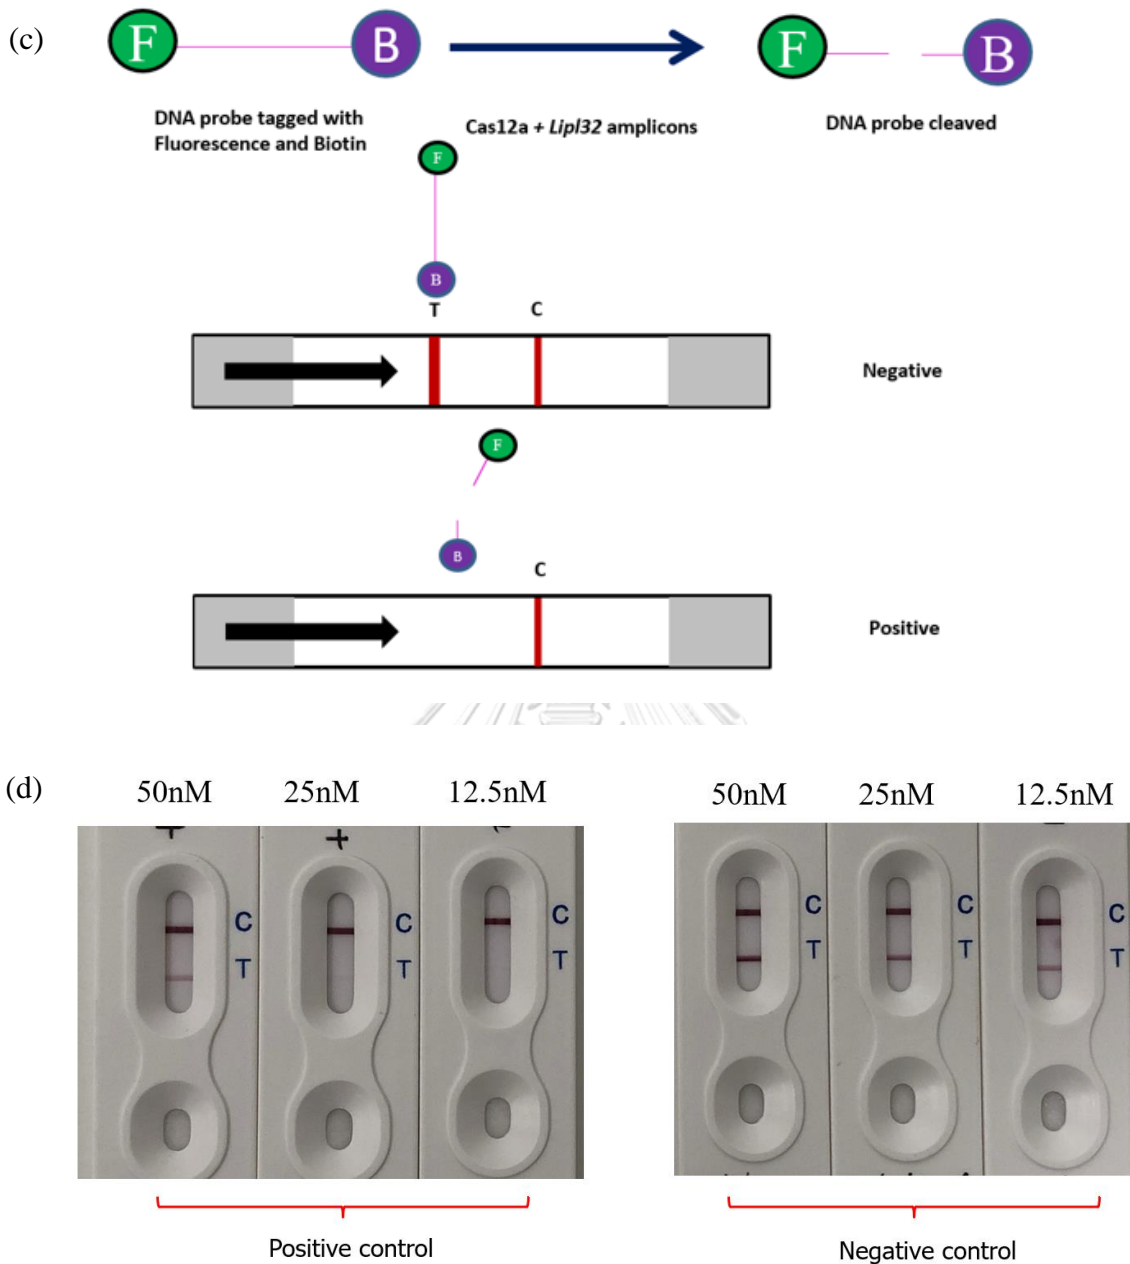 (c)
F B F B
DNA probe tagged with
Fluorescence and Biotin
Cas12a + Lipl32 amplicons
DNA probe cleaved
F
B
T C
Negative
F
B
C
Positive
(d)
50nM 25nM 12.5nM
50nM 25nM 12.5nM
+
C
T
C
T
C
T
C
T
C
T
C
T
Positive control
Negative control